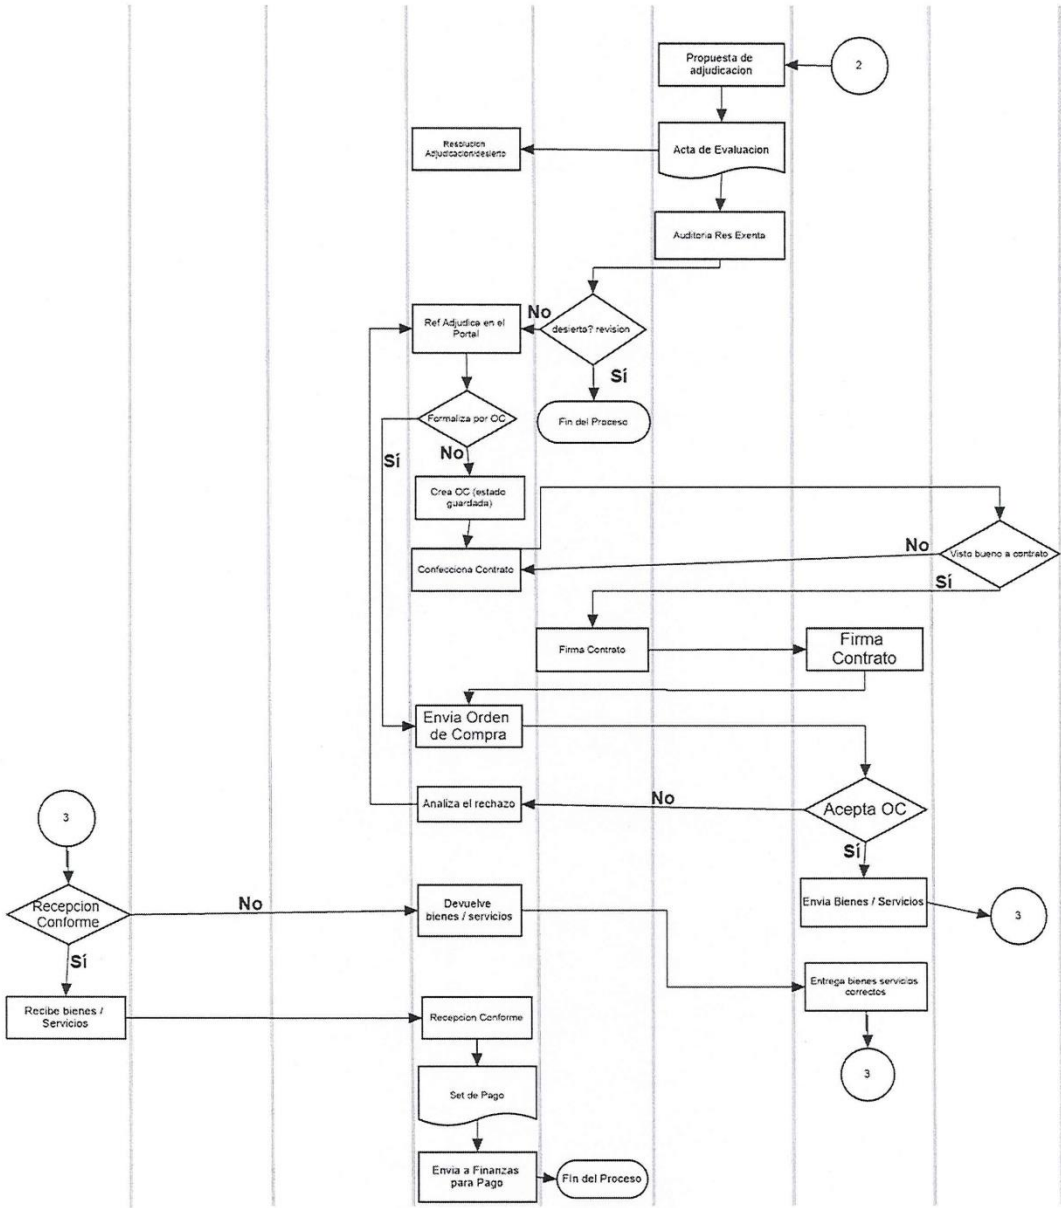 Propuesta de
adjudicacion
2
Resolucion
Adjudicacion/desierto
Acta de Evaluacion
Auditoria Res Exenta
Ref Adjudica en el
Portal
No
desierta? revision
Sí
Fin del Proceso
Formaliza por OC
Sí
No
Crea OC (estado
guardada)
Confecciona Contrato
No
Visto bueno a contrato
Sí
Firma Contrato
Firma
Contrato
Envia Orden
de Compra
Analiza el rechazo
No
Acepta OC
Sí
3
Recepcion
Conforme
No
Devuelve
bienes / servicios
Envia Bienes / Servicios
3
Sí
Entrega bienes servicios
correctos
Recibe bienes /
Servicios
Recepcion Conforme
3
Set de Pago
Envia a Finanzas
para Pago
Fin del Proceso